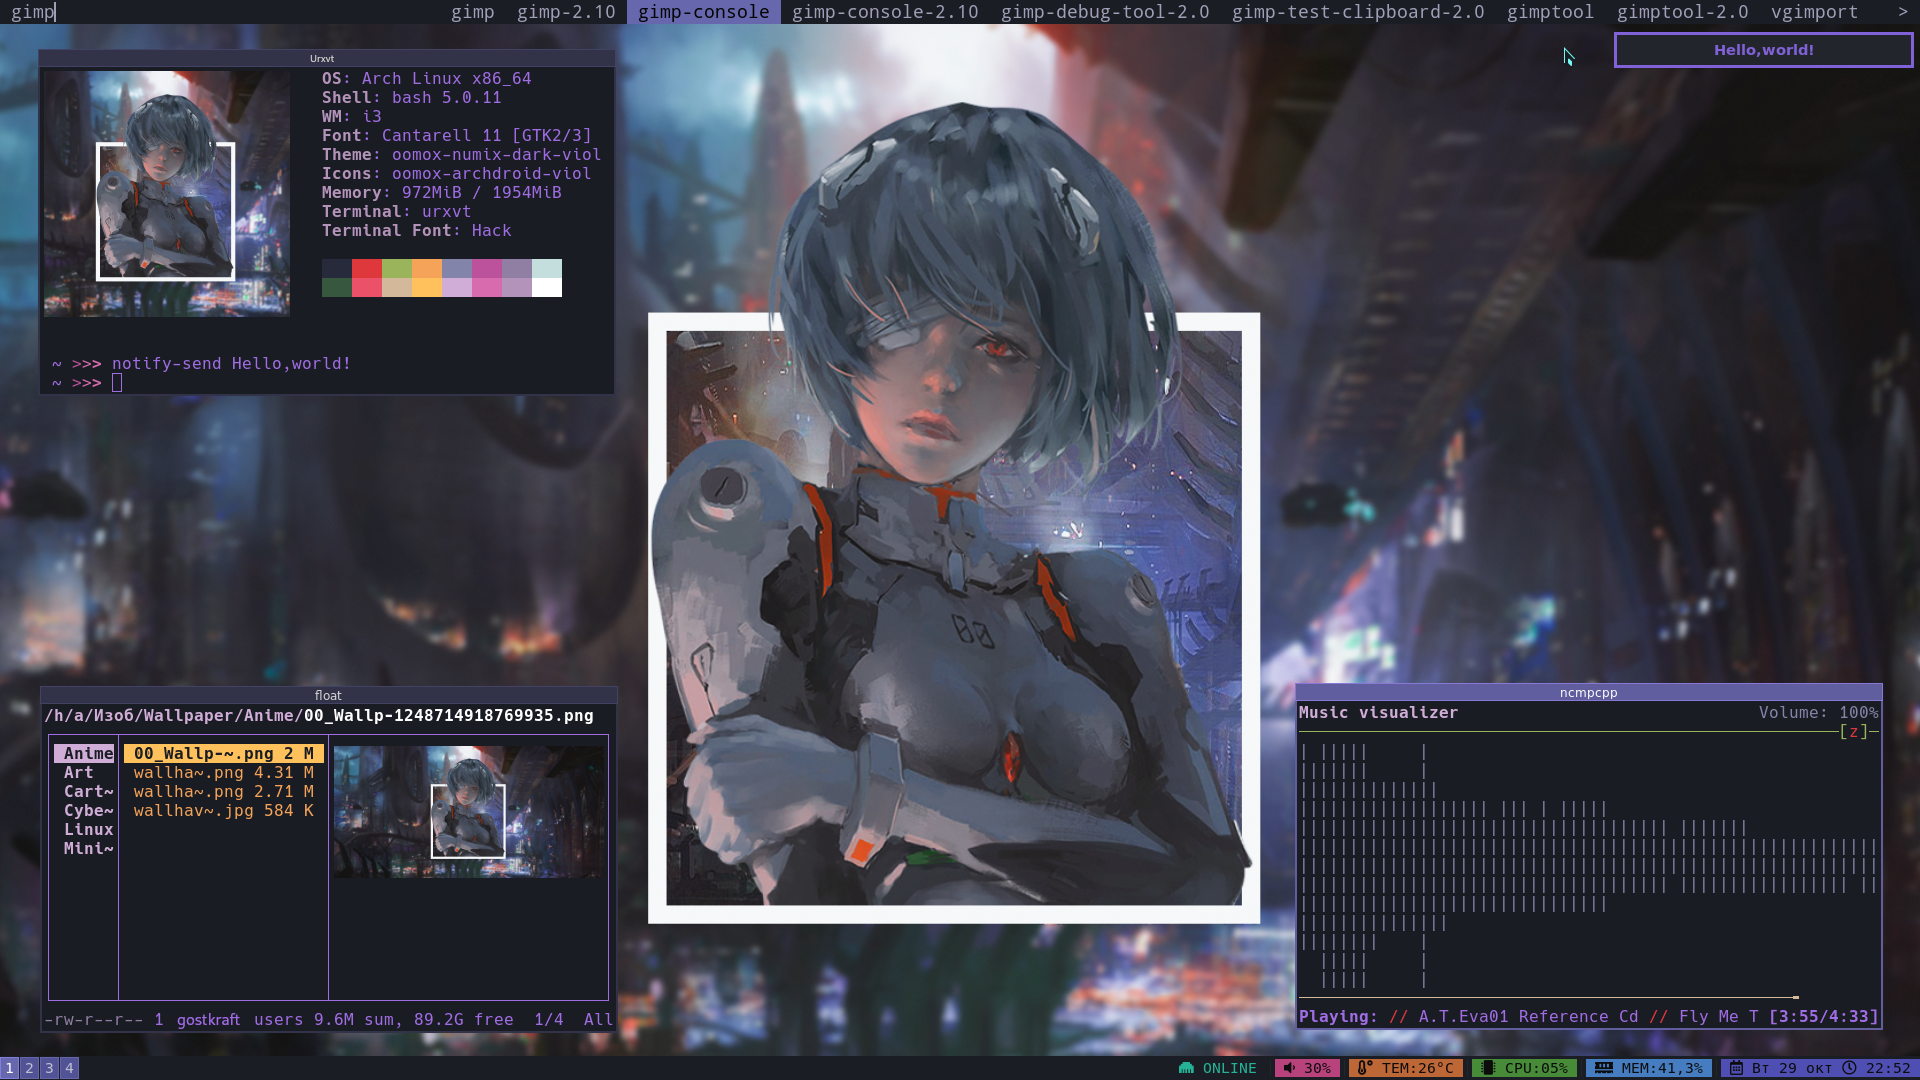 gimp gimp gimp-2.10 gimp-console gimp-console-2.10 gimp-debug-tool-2.0 gimp-test-clipboard-2.0 gimptool gimptool-2.0 vgimport >
Hello,world!
Urxvt
OS: Arch Linux x86_64
Shell: bash 5.0.11
WM: i3
Font: Cantarell 11 [GTK2/3]
Theme: oomox-numix-dark-viol
Icons: oomox-archdroid-viol
Memory: 972MiB / 1954MiB
Terminal: urxvt
Terminal Font: Hack
~ >>> notify-send Hello,world!
~ >>>
00
float
/h/a/Изоб/Wallpaper/Anime/00_Wallp-1248714918769935.png
Anime 00_Wallp-~.png 2 M
Art wallha~.png 4.31 M
Cart~ wallha~.png 2.71 M
Cybe~ wallhav~.jpg 584 K
Linux
Mini~
-rw-r--r-- 1 gostkraft users 9.6M sum, 89.2G free 1/4 All
ncmpcpp
Music visualizer Volume: 100%
[z]
Playing: // A.T.Eva01 Reference Cd // Fly Me T [3:55/4:33]
1 2 3 4 ONLINE 30% TEM:26°C CPU:05% MEM:41,3% Вт 29 окт 22:52